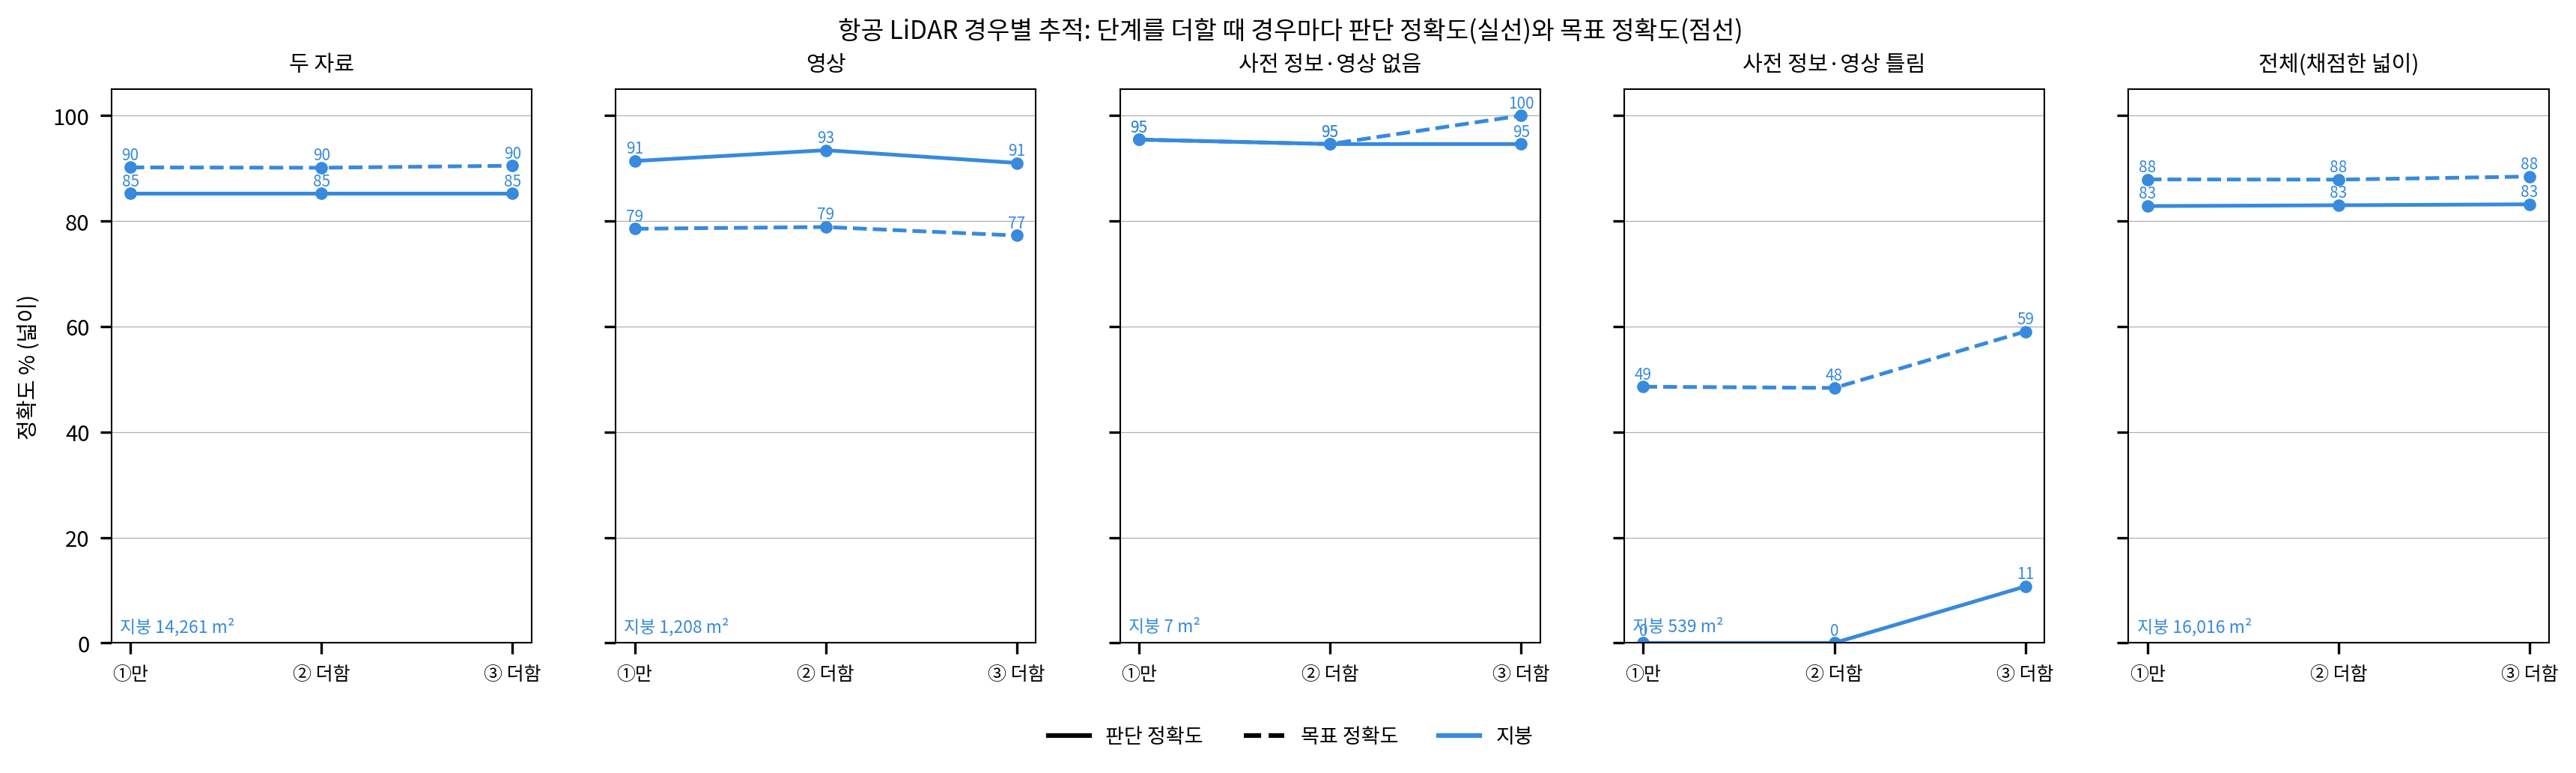 항공 LiDAR 경우별 추적: 단계를 더할 때 경우마다 판단 정확도(실선)와 목표 정확도(점선)
두 자료
영상
사전 정보·영상 없음
사전 정보·영상 틀림
전체(채점한 넓이)
정확도 % (넓이)
100
80
60
40
20
0
90 90 90
85 85 85
지붕 14,261 m²
①만 ② 더함 ③ 더함
91 93 91
79 79 77
지붕 1,208 m²
①만 ② 더함 ③ 더함
100
95 95 95
지붕 7 m²
①만 ② 더함 ③ 더함
49 48 59
0 0 11
지붕 539 m²
①만 ② 더함 ③ 더함
88 88 88
83 83 83
지붕 16,016 m²
①만 ② 더함 ③ 더함
판단 정확도 목표 정확도 지붕